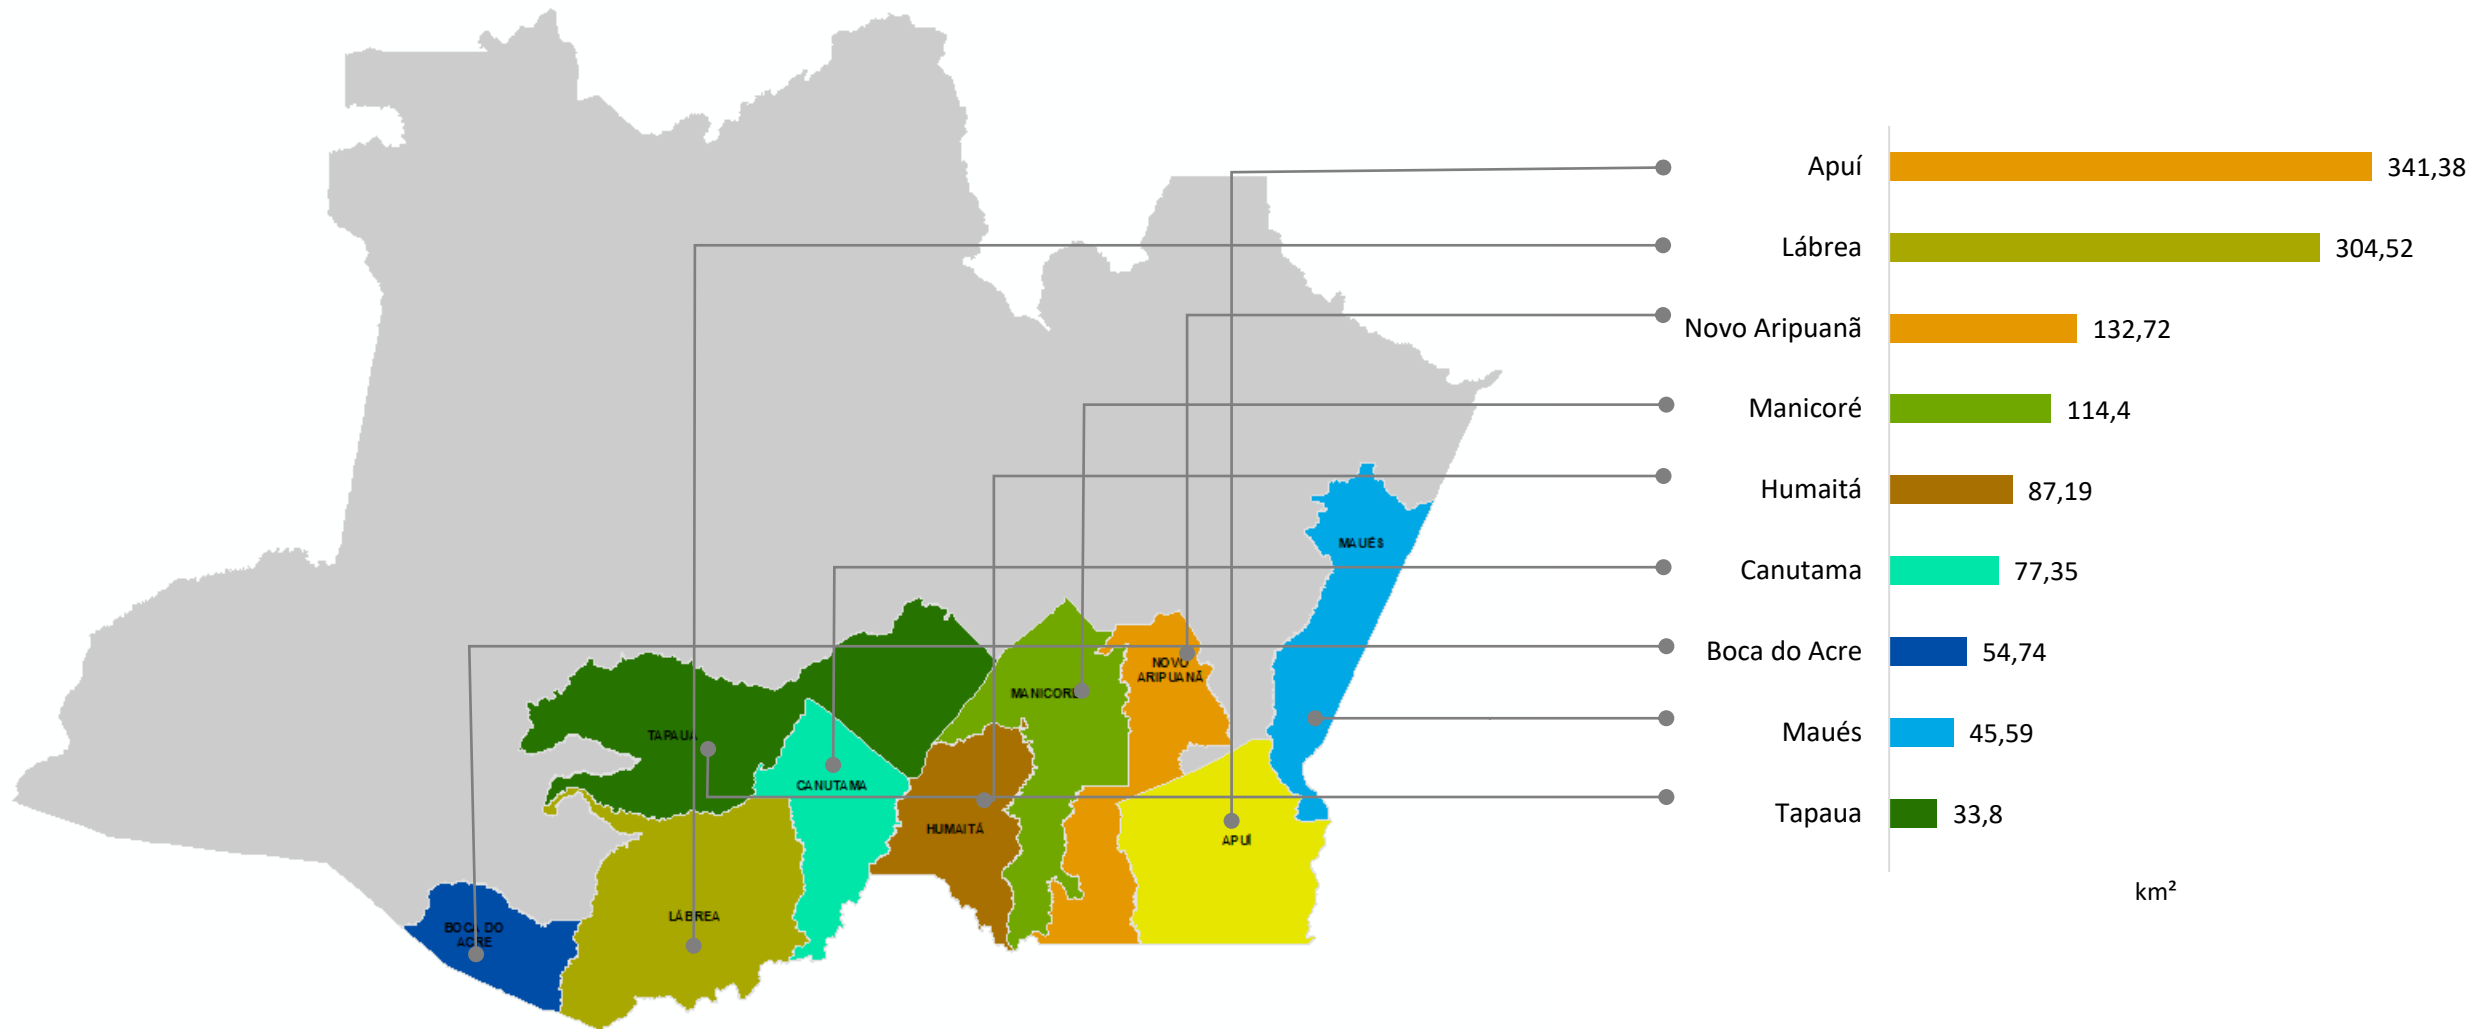 Apuí 341,38
Lábrea 304,52
Novo Aripuanã 132,72
Manicoré 114,4
Humaitá 87,19
Canutama 77,35
Boca do Acre 54,74
Maués 45,59
Tapaua 33,8
km²
MAUÉS
NOVO
ARIPUANÃ
MANICORÉ
TAPAUA
CANUTAMA
HUMAITÁ
APUÍ
LÁBREA
BOCA DO
ACRE